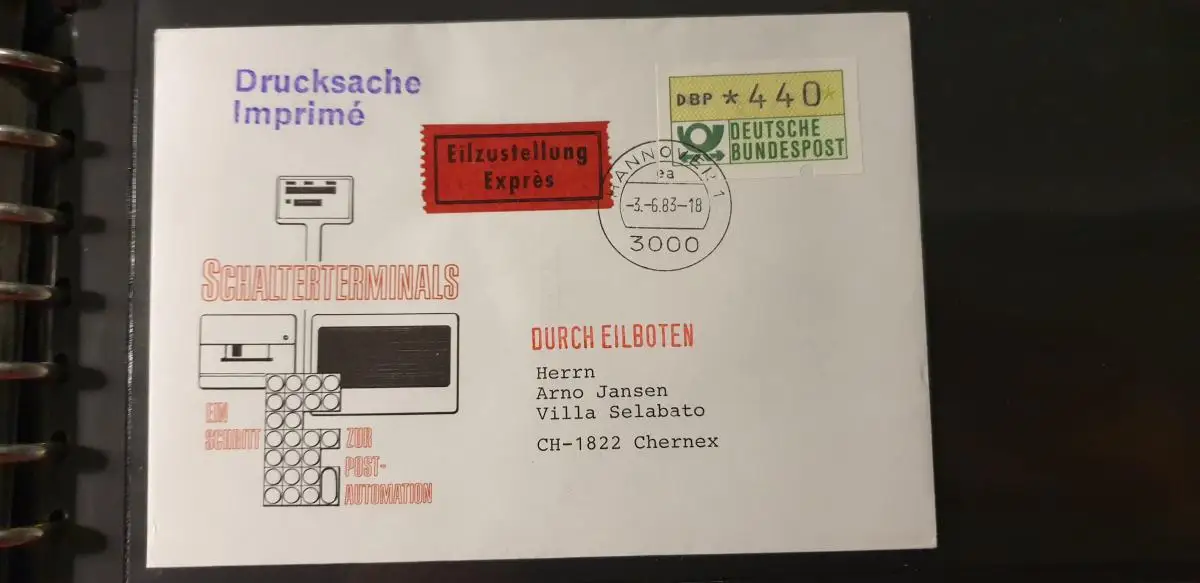 Drucksache
Imprimé
DBP *440*
DEUTSCHE
BUNDESPOST
Eilzustellung
Exprès
HANNOVER 1
ea
-3.-6.83-18
3000
SCHALTERTERMINALS
EIN
SCHRITT
ZUR
POST-
AUTOMATION
DURCH EILBOTEN
Herrn
Arno Jansen
Villa Selabato
CH-1822 Chernex